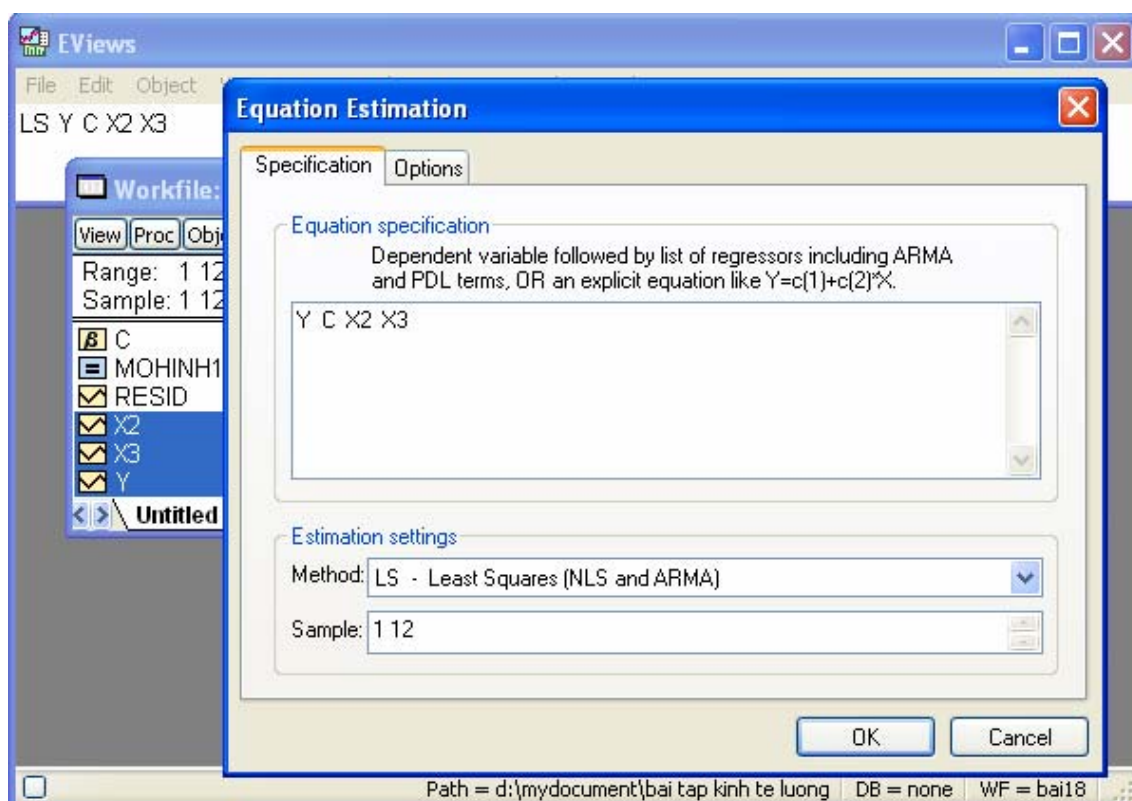 EViews
File Edit Object
LS Y C X2 X3
Workfile:
View Proc
Range: 1 12
Sample: 1 12
β C
= MOHINH1
RESID
X2
X3
Y
Untitled
Equation Estimation
Specification Options
Equation specification
Dependent variable followed by list of regressors including ARMA
and PDL terms, OR an explicit equation like Y=c(1)+c(2)*X.
Y C X2 X3
Estimation settings
Method: LS - Least Squares (NLS and ARMA)
Sample: 1 12
OK Cancel
Path = d:\mydocument\bai tap kinh te luong DB = none WF = bai18